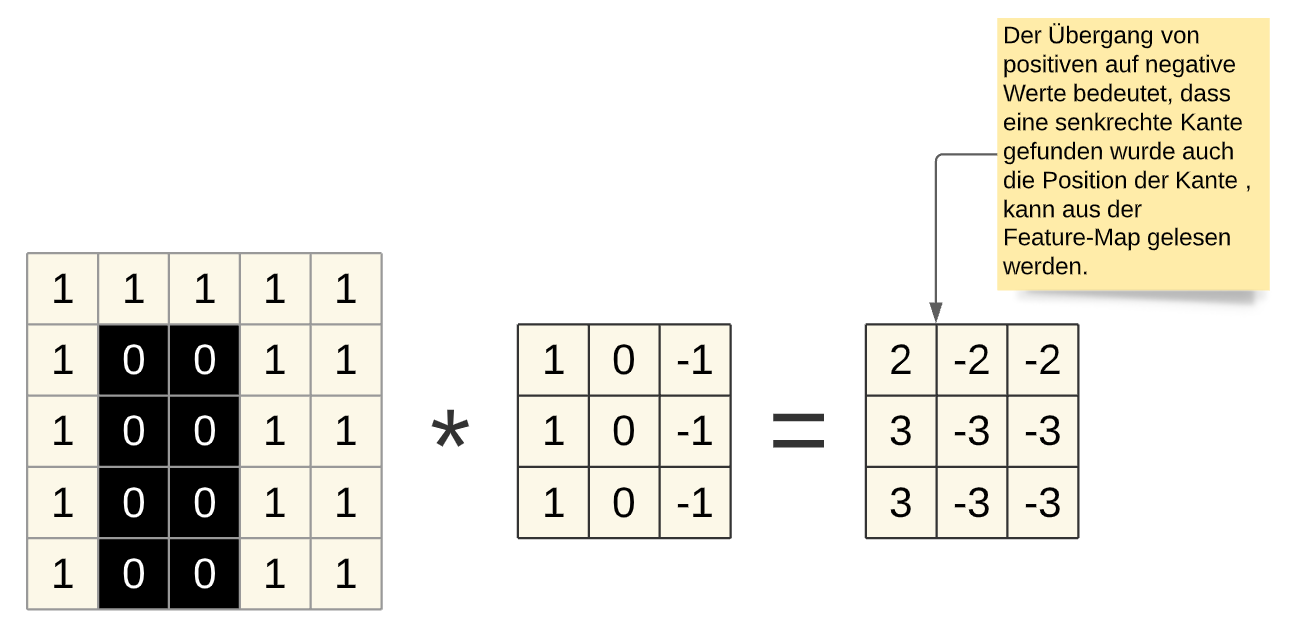 Der Übergang von
positiven auf negative
Werte bedeutet, dass
eine senkrechte Kante
gefunden wurde auch
die Position der Kante ,
kann aus der
Feature-Map gelesen
werden.
1 1 1 1 1
1 0 0 1 1
1 0 0 1 1
1 0 0 1 1
1 0 0 1 1
*
1 0 -1
1 0 -1
1 0 -1
=
2 -2 -2
3 -3 -3
3 -3 -3